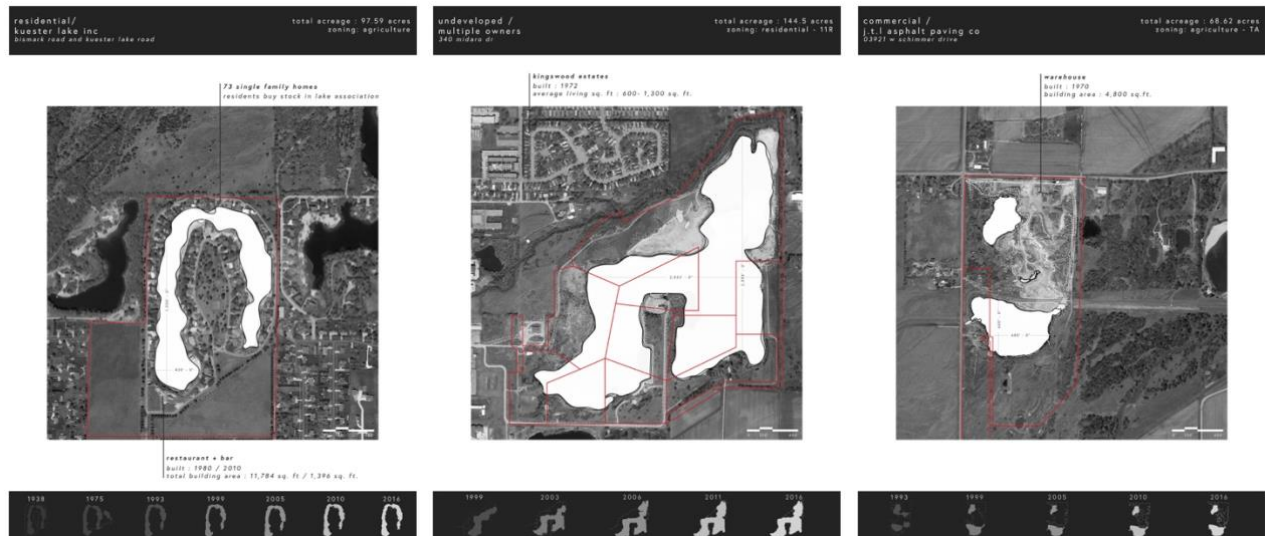 residential/
kuester lake inc
bismark road and kuester lake road
total acreage : 97.59 acres
zoning: agriculture
73 single family homes
residents buy stock in lake association
restaurant + bar
built : 1980 / 2010
total building area : 11,784 sq. ft / 1,396 sq. ft.
1938 1975 1993 1999 2005 2010 2016
undeveloped /
multiple owners
340 midaro dr
total acreage : 144.5 acres
zoning: residential - 11R
kingswood estates
built : 1972
average living sq. ft : 600- 1,300 sq. ft.
1999 2003 2006 2011 2016
commercial /
j.t.l asphalt paving co
03921 w schimmer drive
total acreage : 68.62 acres
zoning: agriculture - TA
warehouse
built : 1970
building area : 4,800 sq.ft.
1993 1999 2005 2010 2016